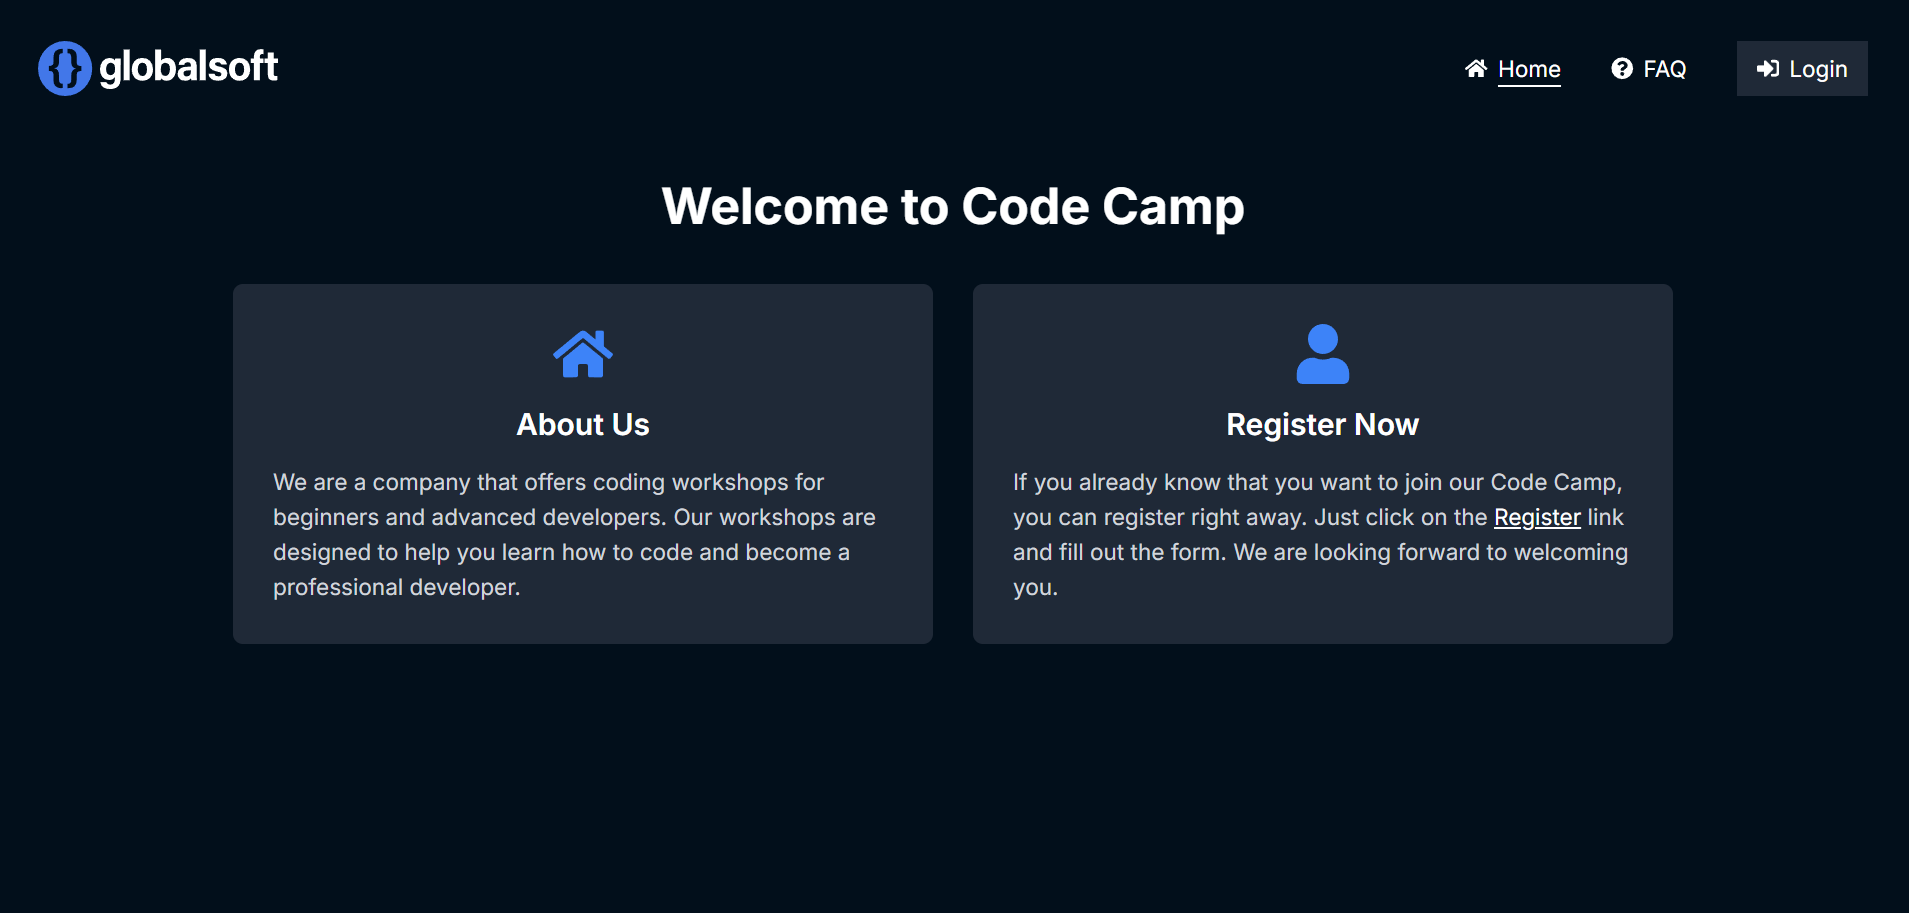 globalsoft
Home
FAQ
Login
Welcome to Code Camp
About Us
We are a company that offers coding workshops for
beginners and advanced developers. Our workshops are
designed to help you learn how to code and become a
professional developer.
Register Now
If you already know that you want to join our Code Camp,
you can register right away. Just click on the Register link
and fill out the form. We are looking forward to welcoming
you.